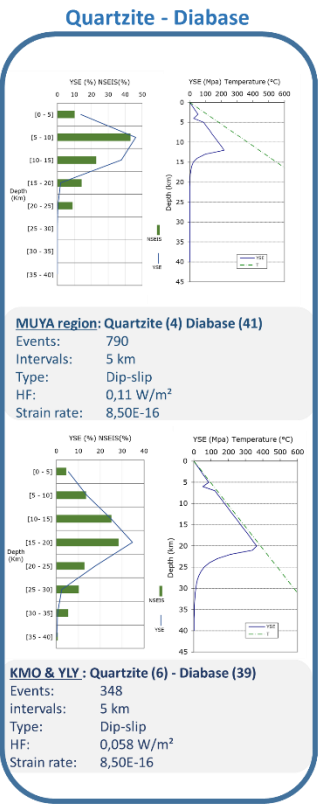 Quartzite - Diabase
YSE (%) NSEIS(%)
0 10 20 30 40 50
[0 - 5]
[5 - 10]
[10- 15]
[15 - 20]
Depth
(Km)
[20 - 25]
[25 - 30]
[30 - 35]
[35 - 40]
NSEIS
YSE
YSE (Mpa) Temperature (°C)
0 100 200 300 400 500 600
0
5
10
15
20
25
30
35
40
45
Depth (km)
YSE
T
MUYA region: Quartzite (4) Diabase (41)
Events: 790
Intervals: 5 km
Type: Dip-slip
HF: 0,11 W/m²
Strain rate: 8,50E-16
YSE (%) NSEIS(%)
0 10 20 30 40
[0 - 5]
[5 - 10]
[10- 15]
[15 - 20]
Depth
(Km)
[20 - 25]
[25 - 30]
[30 - 35]
[35 - 40]
NSEIS
YSE
YSE (Mpa) Temperature (°C)
0 100 200 300 400 500 600
0
5
10
15
20
25
30
35
40
45
Depth (km)
YSE
T
KMO & YLY : Quartzite (6) - Diabase (39)
Events: 348
intervals: 5 km
Type: Dip-slip
HF: 0,058 W/m²
Strain rate: 8,50E-16